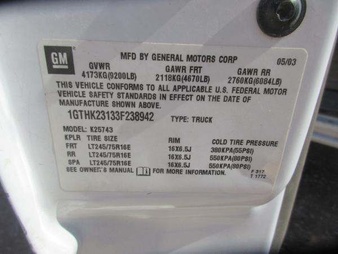 GM
MFD BY GENERAL MOTORS CORP 05/03
GVWR GAWR FRT GAWR RR
4173KG(9200LB) 2118KG(4670LB) 2760KG(6084LB)
THIS VEHICLE CONFORMS TO ALL APPLICABLE U.S. FEDERAL MOTOR
VEHICLE SAFETY STANDARDS IN EFFECT ON THE DATE OF
MANUFACTURE SHOWN ABOVE.
1GTHK23133F238942 TYPE: TRUCK
MODEL: K25743
KPLR TIRE SIZE RIM COLD TIRE PRESSURE
FRT LT245/75R16E 16X6.5J 380KPA(55PSI)
RR LT245/75R16E 16X6.5J 550KPA(80PSI)
SPA LT245/75R16E 16X6.5J 550KPA(80PSI)
SEE OWNER'S MANUAL FOR MORE INFORMATION.